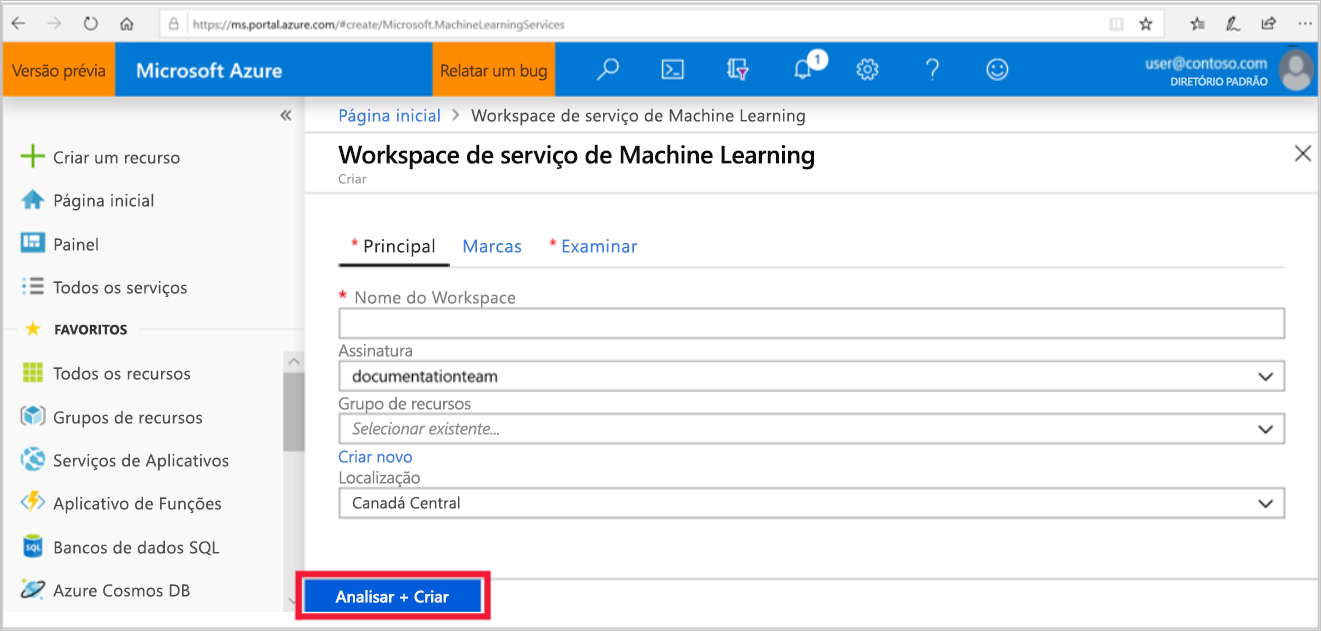 https://ms.portal.azure.com/#create/Microsoft.MachineLearningServices
Versão prévia
Microsoft Azure
Relatar um bug
1
user@contoso.com
DIRETÓRIO PADRÃO
Criar um recurso
Página inicial
Painel
Todos os serviços
FAVORITOS
Todos os recursos
Grupos de recursos
Serviços de Aplicativos
Aplicativo de Funções
SQL
Bancos de dados SQL
Azure Cosmos DB
Página inicial > Workspace de serviço de Machine Learning
Workspace de serviço de Machine Learning
Criar
* Principal Marcas * Examinar
* Nome do Workspace
Assinatura
documentationteam
Grupo de recursos
Selecionar existente...
Criar novo
Localização
Canadá Central
Analisar + Criar